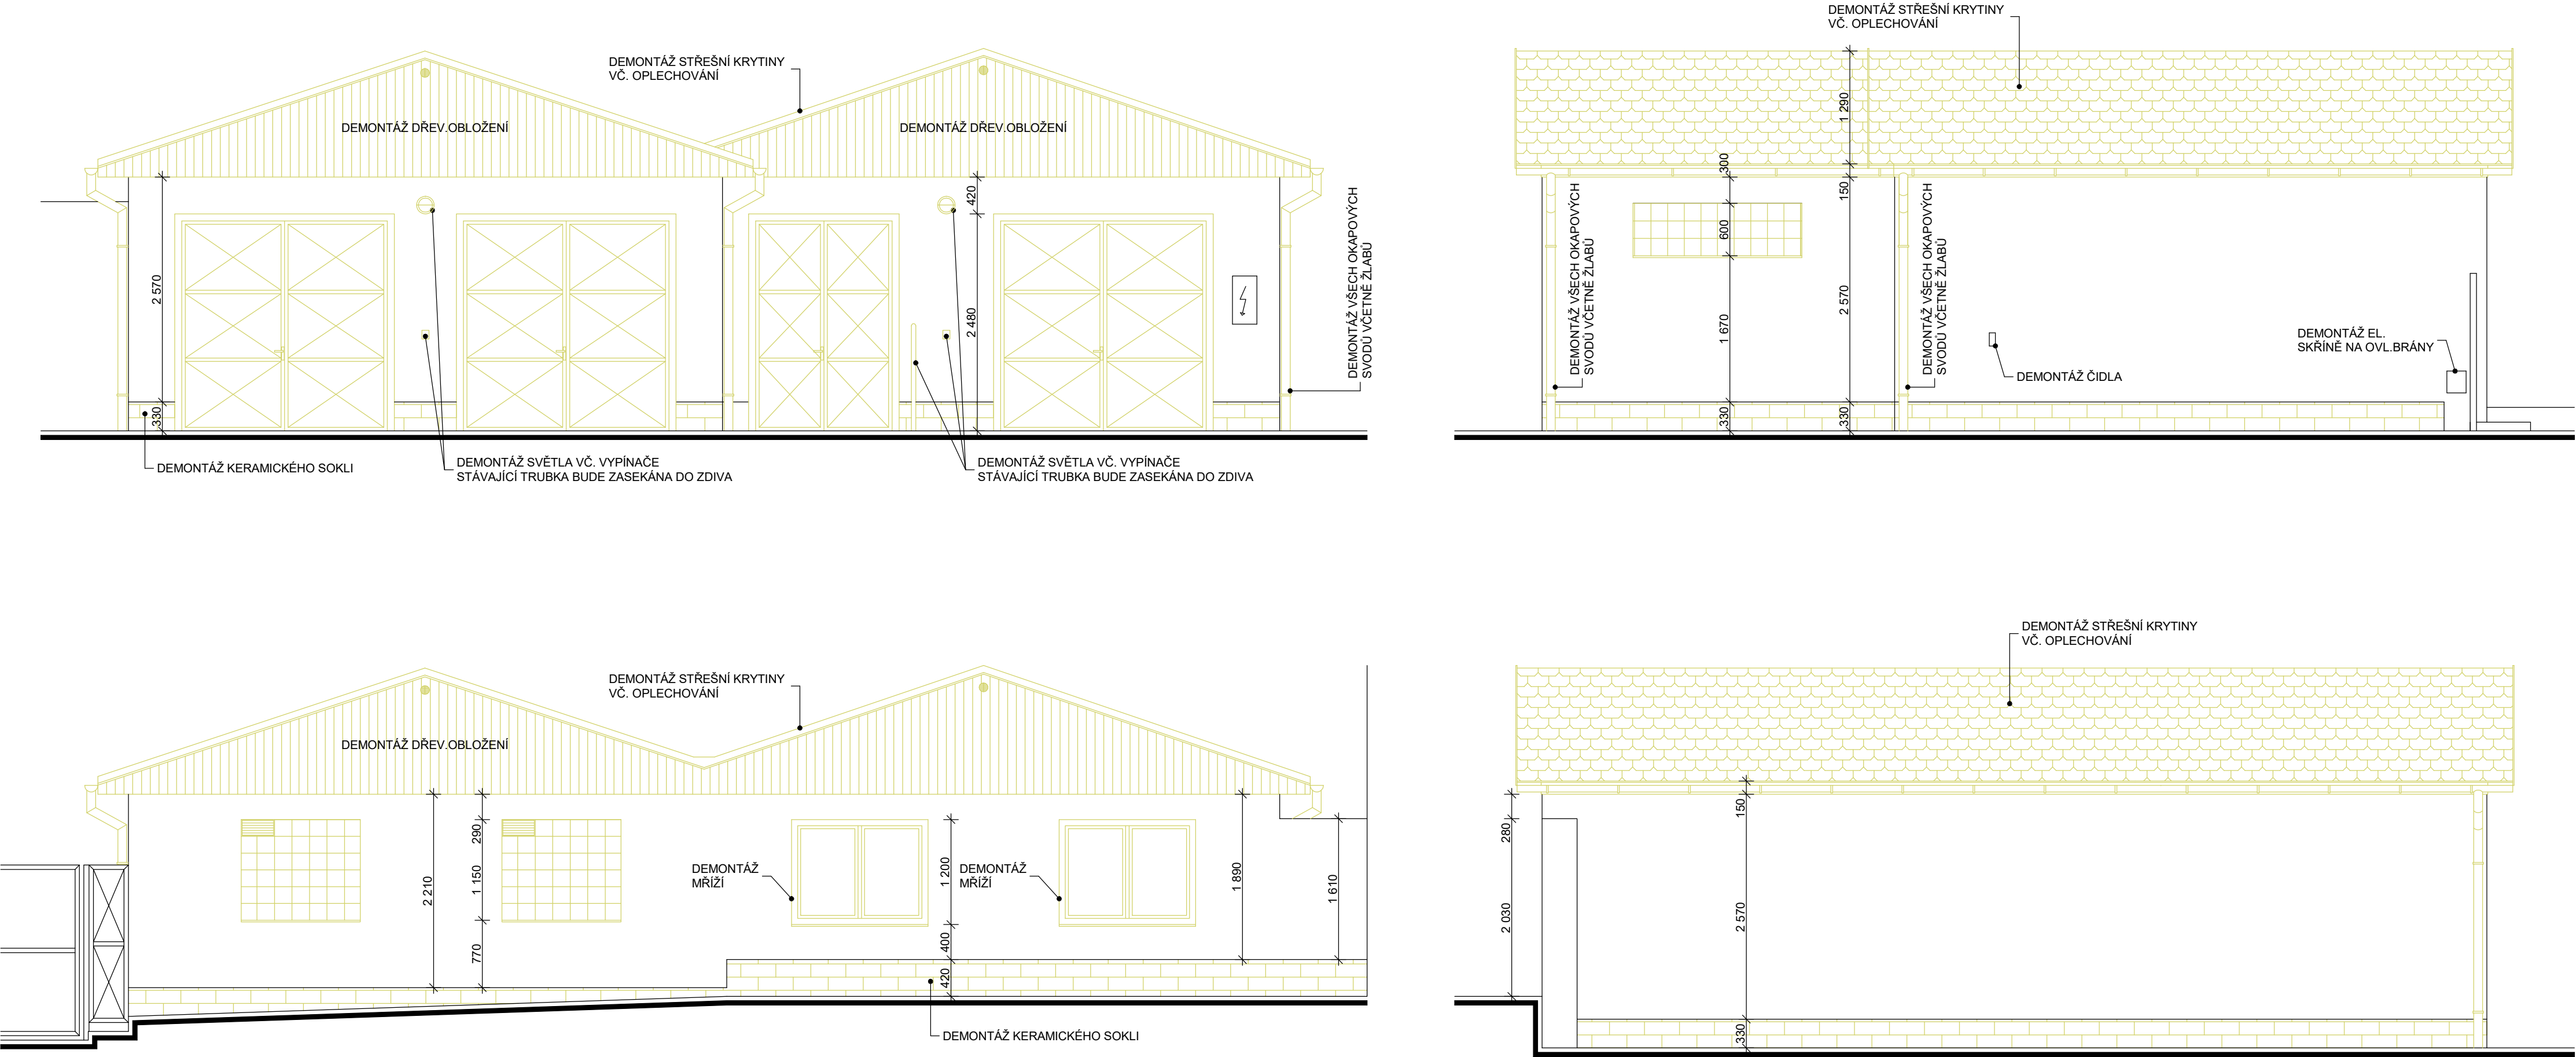 DEMONTÁŽ STŘEŠNÍ KRYTINY
VČ. OPLECHOVÁNÍ
DEMONTÁŽ DŘEV.OBLOŽENÍ
DEMONTÁŽ DŘEV.OBLOŽENÍ
2 570
330
420
2 480
DEMONTÁŽ VŠECH OKAPOVÝCH
SVODŮ VČETNĚ ŽLABŮ
DEMONTÁŽ KERAMICKÉHO SOKLI
DEMONTÁŽ SVĚTLA VČ. VYPÍNAČE
STÁVAJÍCÍ TRUBKA BUDE ZASEKÁNA DO ZDIVA
DEMONTÁŽ SVĚTLA VČ. VYPÍNAČE
STÁVAJÍCÍ TRUBKA BUDE ZASEKÁNA DO ZDIVA
DEMONTÁŽ STŘEŠNÍ KRYTINY
VČ. OPLECHOVÁNÍ
1 290
300
150
600
1 670
2 570
330
330
DEMONTÁŽ VŠECH OKAPOVÝCH
SVODŮ VČETNĚ ŽLABŮ
DEMONTÁŽ VŠECH OKAPOVÝCH
SVODŮ VČETNĚ ŽLABŮ
DEMONTÁŽ ČIDLA
DEMONTÁŽ EL.
SKŘÍNĚ NA OVL.BRÁNY
DEMONTÁŽ STŘEŠNÍ KRYTINY
VČ. OPLECHOVÁNÍ
DEMONTÁŽ DŘEV.OBLOŽENÍ
2 210
290
1 150
770
DEMONTÁŽ
MŘÍŽÍ
1 200
400
420
DEMONTÁŽ
MŘÍŽÍ
1 890
1 610
DEMONTÁŽ KERAMICKÉHO SOKLI
DEMONTÁŽ STŘEŠNÍ KRYTINY
VČ. OPLECHOVÁNÍ
280
2 030
150
2 570
330